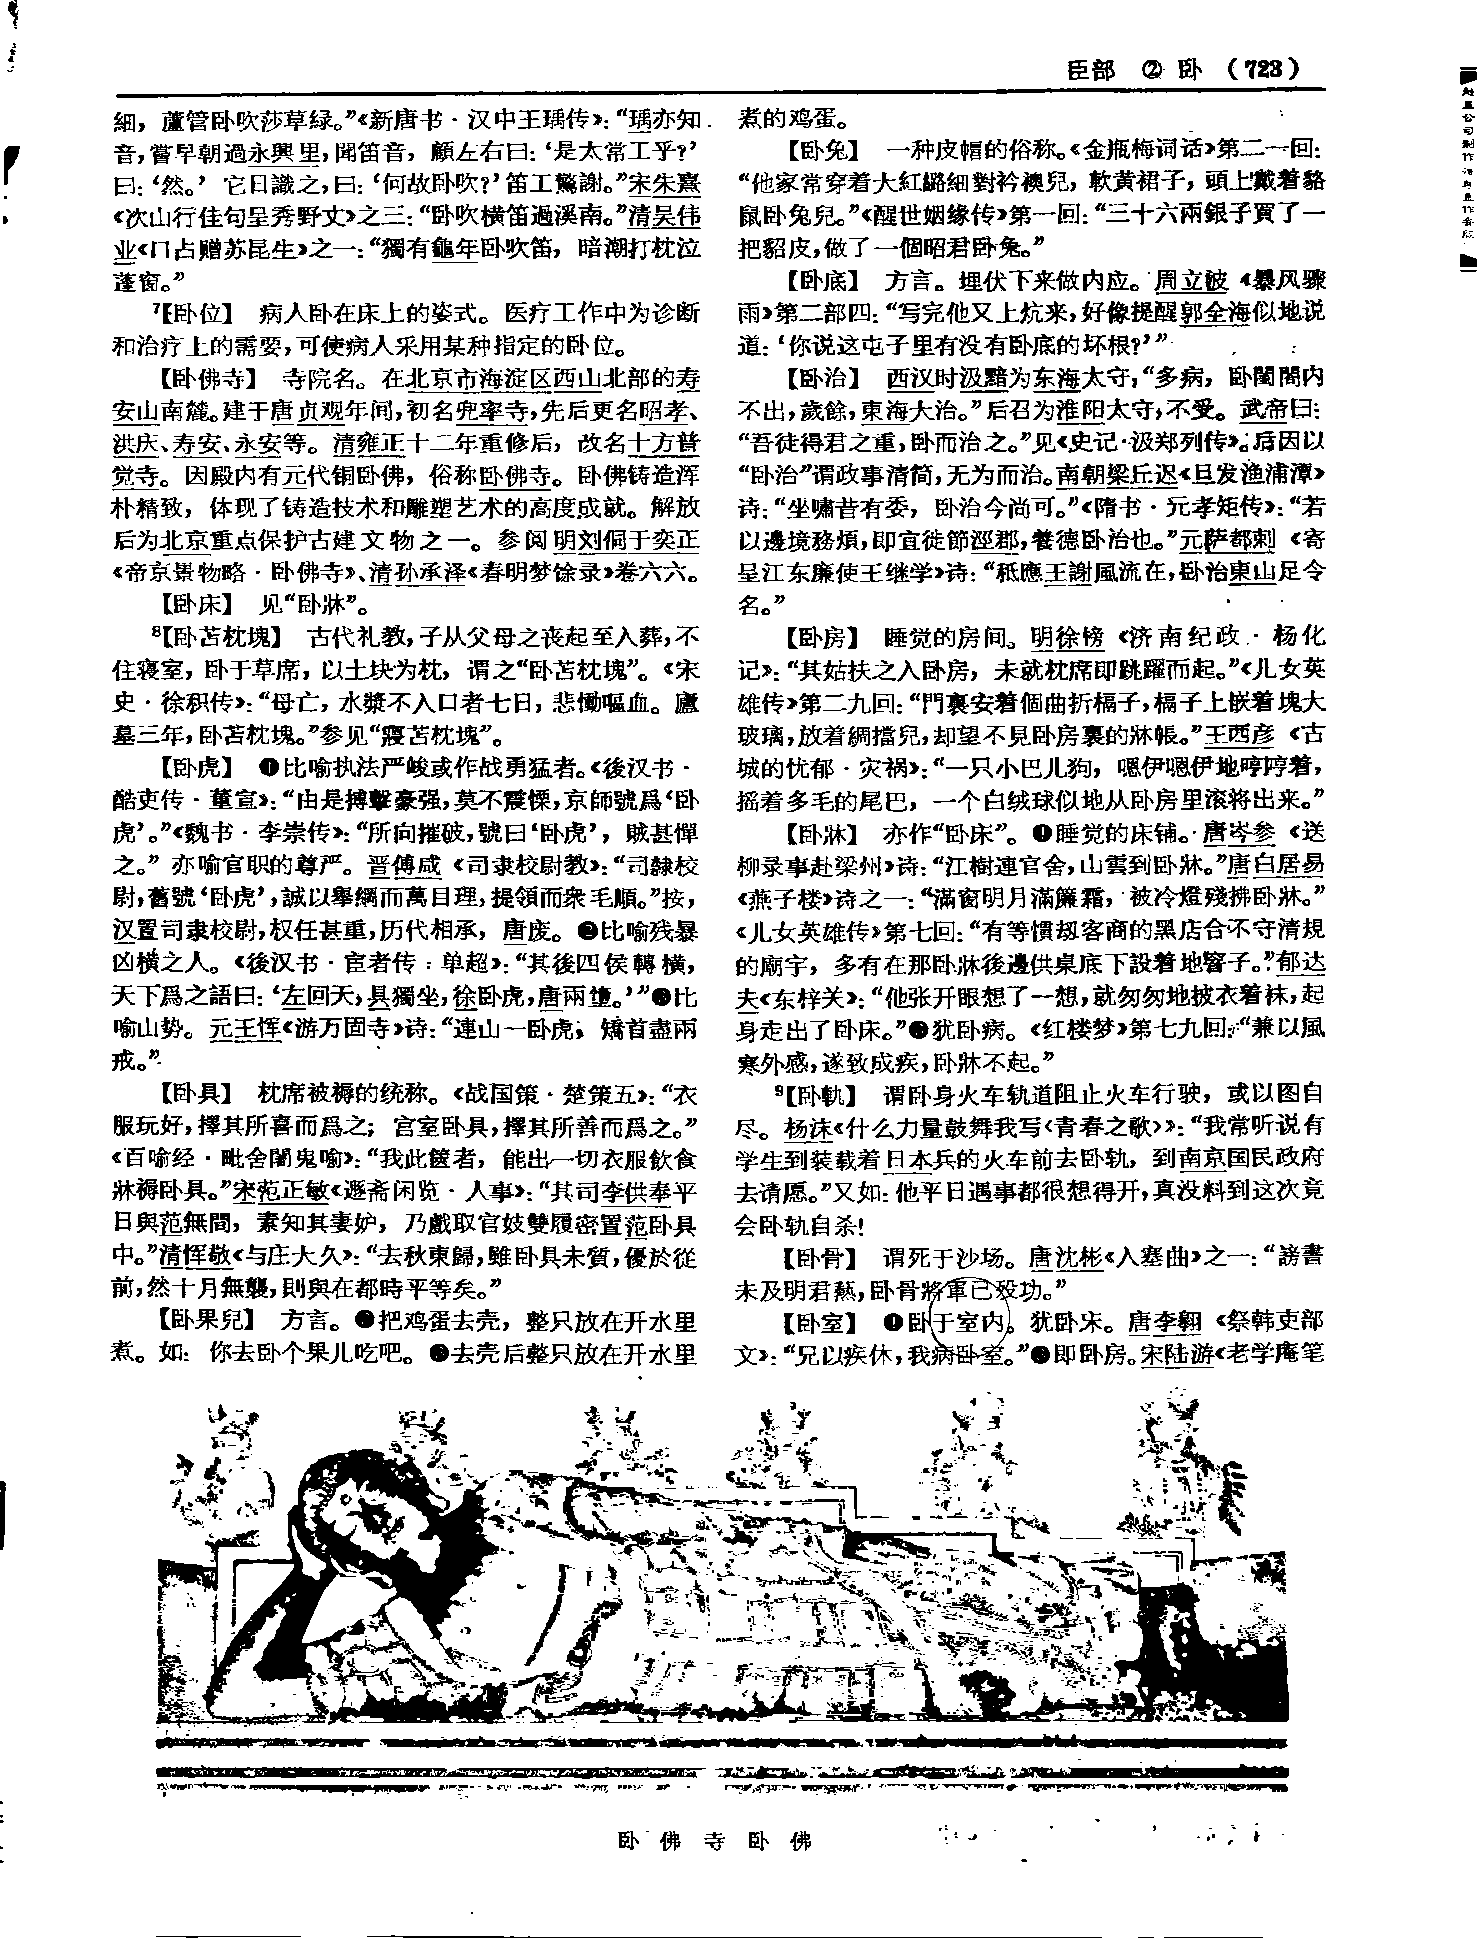 臣部 ② 卧 （723）
細，蘆管卧吹莎草绿。”《新唐书·汉中王瑀传》：“瑀亦知
音，嘗早朝過永興里，聞笛音，顧左右曰：‘是太常工乎？’
曰：‘然。’它日識之，曰：‘何故卧吹？’笛工驚謝。”宋朱熹
《次山行佳句呈秀野丈》之三：“卧吹横笛過溪南。”清吴伟
业《口占赠苏昆生》之一：“獨有龜年卧吹笛，暗潮打枕泣
蓬窗。”
7【卧位】 病人卧在床上的姿式。医疗工作中为诊断
和治疗上的需要，可使病人采用某种指定的卧位。
【卧佛寺】 寺院名。在北京市海淀区西山北部的寿
安山南麓。建于唐贞观年间，初名兜率寺，先后更名昭孝、
洪庆、寿安、永安等。清雍正十二年重修后，改名十方普
觉寺。因殿内有元代铜卧佛，俗称卧佛寺。卧佛铸造浑
朴精致，体现了铸造技术和雕塑艺术的高度成就。解放
后为北京重点保护古建文物之一。参阅明刘侗于奕正
《帝京景物略·卧佛寺》、清孙承泽《春明梦馀录》卷六六。
【卧床】 见“卧牀”。
8【卧苫枕塊】 古代礼教，子从父母之丧起至入葬，不
住寝室，卧于草席，以土块为枕，谓之“卧苫枕塊”。《宋
史·徐积传》：“母亡，水漿不入口者七日，悲慟嘔血。廬
墓三年，卧苫枕塊。”参见“寢苫枕塊”。
【卧虎】 ❶比喻执法严峻或作战勇猛者。《後汉书·
酷吏传·董宣》：“由是搏擊豪强，莫不震慄，京師號爲‘卧
虎’。”《魏书·李崇传》：“所向摧破，號曰‘卧虎’，贼甚憚
之。”亦喻官职的尊严。晋傅咸《司隶校尉教》：“司隸校
尉，舊號‘卧虎’，誠以舉綱而萬目理，提領而衆毛順。”按，
汉置司隶校尉，权任甚重，历代相承，唐废。❷比喻残暴
凶横之人。《後汉书·宦者传·单超》：“其後四侯轉横，
天下爲之語曰：‘左回天，具獨坐，徐卧虎，唐兩墯。’”❸比
喻山势。元王恽《游万固寺》诗：“連山一卧虎，矯首盡兩
戒。”
【卧具】 枕席被褥的统称。《战国策·楚策五》：“衣
服玩好，擇其所喜而爲之；宫室卧具，擇其所善而爲之。”
《百喻经·毗舍闍鬼喻》：“我此篋者，能出一切衣服飲食
牀褥卧具。”宋范正敏《遯斋闲览·人事》：“其司李供奉平
日與范無間，素知其妻妒，乃戲取官妓雙履密置范卧具
中。”清恽敬《与庄大久》：“去秋東歸，雖卧具未質，優於從
前，然十月無襲，則與在都時平等矣。”
【卧果兒】 方言。❶把鸡蛋去壳，整只放在开水里
煮。如：你去卧个果儿吃吧。❷去壳后整只放在开水里
煮的鸡蛋。
【卧兔】 一种皮帽的俗称。《金瓶梅词话》第二一回：
“他家常穿着大紅潞紬對衿襖兒，軟黄裙子，頭上戴着貉
鼠卧兔兒。”《醒世姻缘传》第一回：“三十六兩銀子買了一
把貂皮，做了一個昭君卧兔。”
【卧底】 方言。埋伏下来做内应。周立波《暴风骤
雨》第二部四：“写完他又上炕来，好像提醒郭全海似地说
道：‘你说这屯子里有没有卧底的坏根？’”
【卧治】 西汉时汲黯为东海太守，“多病，卧閨閤内
不出，歲餘，東海大治。”后召为淮阳太守，不受。武帝曰：
“吾徒得君之重，卧而治之。”见《史记·汲郑列传》。后因以
“卧治”谓政事清简，无为而治。南朝梁丘迟《旦发渔浦潭》
诗：“坐嘯昔有委，卧治今尚可。”《隋书·元孝矩传》：“若
以邊境務煩，即宜徙節涇郡，養德卧治也。”元萨都剌《寄
呈江东廉使王继学》诗：“秖應王謝風流在，卧治東山足令
名。”
【卧房】 睡觉的房间。明徐榜《济南纪政·杨化
记》：“其姑扶之入卧房，未就枕席即跳躍而起。”《儿女英
雄传》第二九回：“門裏安着個曲折槅子，槅子上嵌着塊大
玻璃，放着綢擋兒，却望不見卧房裏的牀帳。”王西彦《古
城的忧郁·灾祸》：“一只小巴儿狗，嗯伊嗯伊地哼哼着，
摇着多毛的尾巴，一个白绒球似地从卧房里滚将出来。”
【卧牀】 亦作“卧床”。❶睡觉的床铺。唐岑参《送
柳录事赴梁州》诗：“江樹連官舍，山雲到卧牀。”唐白居易
《燕子楼》诗之一：“滿窗明月滿簾霜，被冷燈殘拂卧牀。”
《儿女英雄传》第七回：“有等慣劫客商的黑店合不守清規
的廟宇，多有在那卧牀後邊供桌底下設着地窨子。”郁达
夫《东梓关》：“他张开眼想了一想，就匆匆地披衣着袜，起
身走出了卧床。”❷犹卧病。《红楼梦》第七九回：“兼以風
寒外感，遂致成疾，卧牀不起。”
9【卧軌】 谓卧身火车轨道阻止火车行驶，或以图自
尽。杨沫《什么力量鼓舞我写〈青春之歌〉》：“我常听说有
学生到装载着日本兵的火车前去卧轨，到南京国民政府
去请愿。”又如：他平日遇事都很想得开，真没料到这次竟
会卧轨自杀！
【卧骨】 谓死于沙场。唐沈彬《入塞曲》之一：“謗書
未及明君爇，卧骨將軍已殁功。”
【卧室】 ❶卧于室内。犹卧床。唐李翱《祭韩吏部
文》：“兄以疾休，我病卧室。”❷即卧房。宋陆游《老学庵笔
卧佛寺卧佛